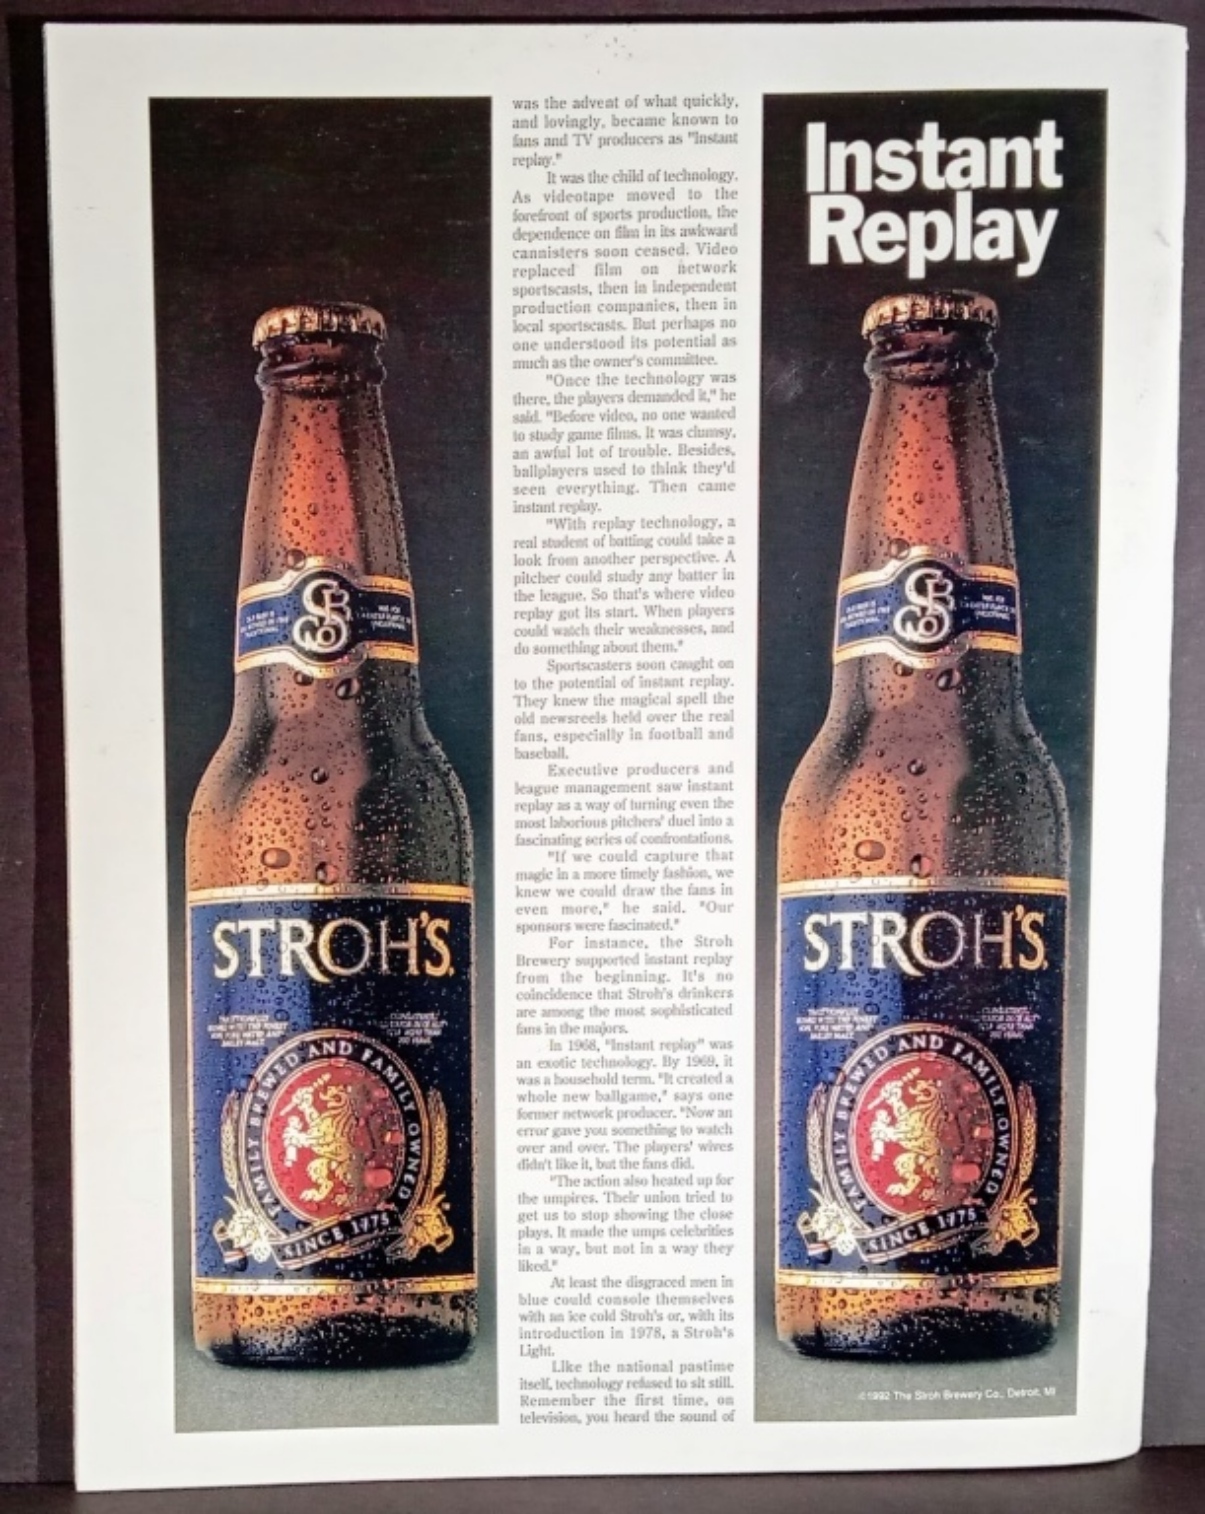 STROH'S.
FAMILY BREWED AND FAMILY OWNED
SINCE 1775
was the advent of what quickly,
and lovingly, became known to
fans and TV producers as "Instant
replay."
It was the child of technology.
As videotape moved to the
forefront of sports production, the
dependence on film in its awkward
cannisters soon ceased. Video
replaced film on network
sportscasts, then in independent
production companies, then in
local sportscasts. But perhaps no
one understood its potential as
much as the owner's committee.
"Once the technology was
there, the players demanded it," he
said. "Before video, no one wanted
to study game films. It was clumsy,
an awful lot of trouble. Besides,
ballplayers used to think they'd
seen everything. Then came
instant replay.
"With replay technology, a
real student of batting could take a
look from another perspective. A
pitcher could study any batter in
the league. So that's where video
replay got its start. When players
could watch their weaknesses, and
do something about them."
Sportscasters soon caught on
to the potential of instant replay.
They knew the magical spell the
old newsreels held over the real
fans, especially in football and
baseball.
Executive producers and
league management saw instant
replay as a way of turning even the
most laborious pitchers' duel into a
fascinating series of confrontations.
"If we could capture that
magic in a more timely fashion, we
knew we could draw the fans in
even more," he said. "Our
sponsors were fascinated."
For instance, the Stroh
Brewery supported instant replay
from the beginning. It's no
coincidence that Stroh's drinkers
are among the most sophisticated
fans in the majors.
In 1968, "Instant replay" was
an exotic technology. By 1969, it
was a household term. "It created a
whole new ballgame," says one
former network producer. "Now an
error gave you something to watch
over and over. The players' wives
didn't like it, but the fans did.
"The action also heated up for
the umpires. Their union tried to
get us to stop showing the close
plays. It made the umps celebrities
in a way, but not in a way they
liked."
At least the disgraced men in
blue could console themselves
with an ice cold Stroh's or, with its
introduction in 1978, a Stroh's
Light.
Like the national pastime
itself, technology refused to sit still.
Remember the first time, on
television, you heard the sound of
Instant
Replay
STROH'S.
FAMILY BREWED AND FAMILY OWNED
SINCE 1775
©1992 The Stroh Brewery Co., Detroit, MI